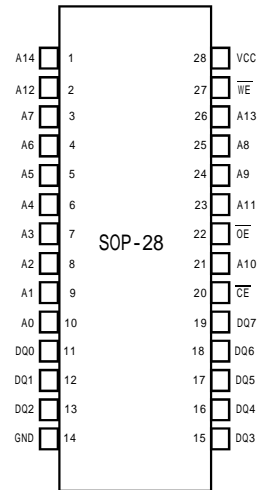 A14 1 28 VCC
A12 2 27 WE
A7 3 26 A13
A6 4 25 A8
A5 5 24 A9
A4 6 23 A11
A3 7 22 OE
SOP-28
A2 8 21 A10
A1 9 20 CE
A0 10 19 DQ7
DQ0 11 18 DQ6
DQ1 12 17 DQ5
DQ2 13 16 DQ4
GND 14 15 DQ3